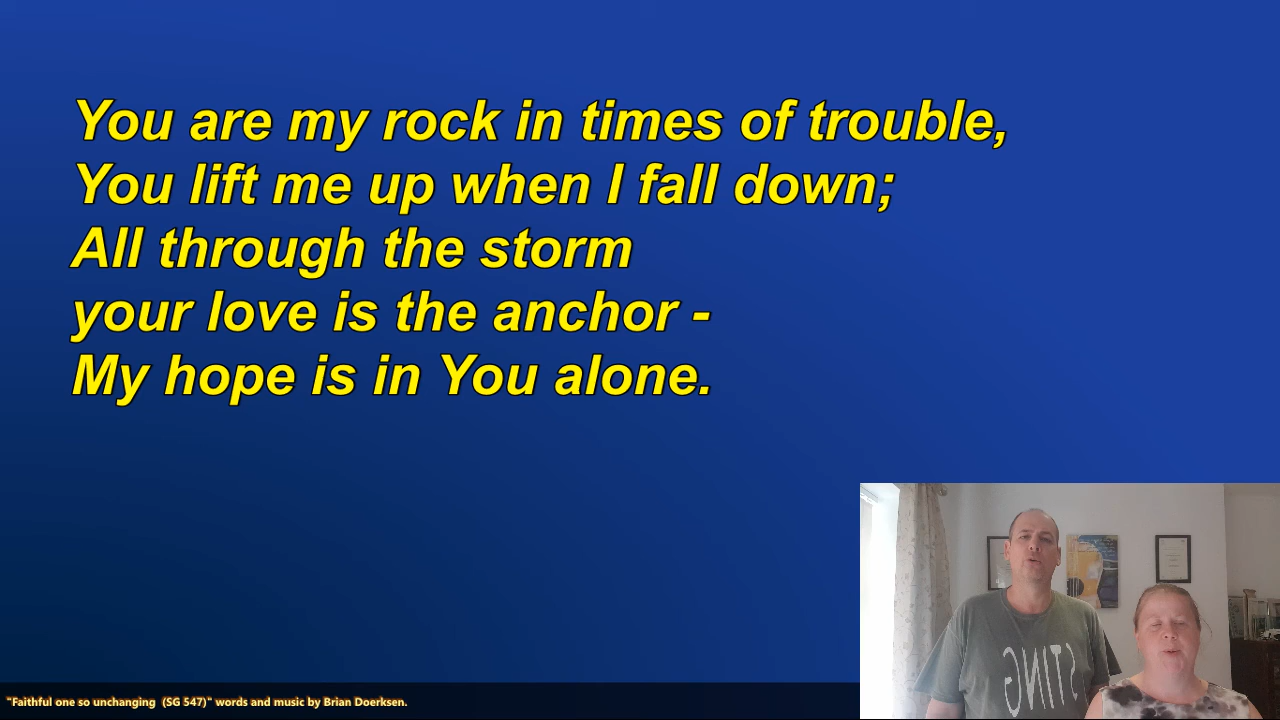 You are my rock in times of trouble,
You lift me up when I fall down;
All through the storm
your love is the anchor -
My hope is in You alone.
"Faithful one so unchanging  (SG 547)" words and music by Brian Doerksen.
STING